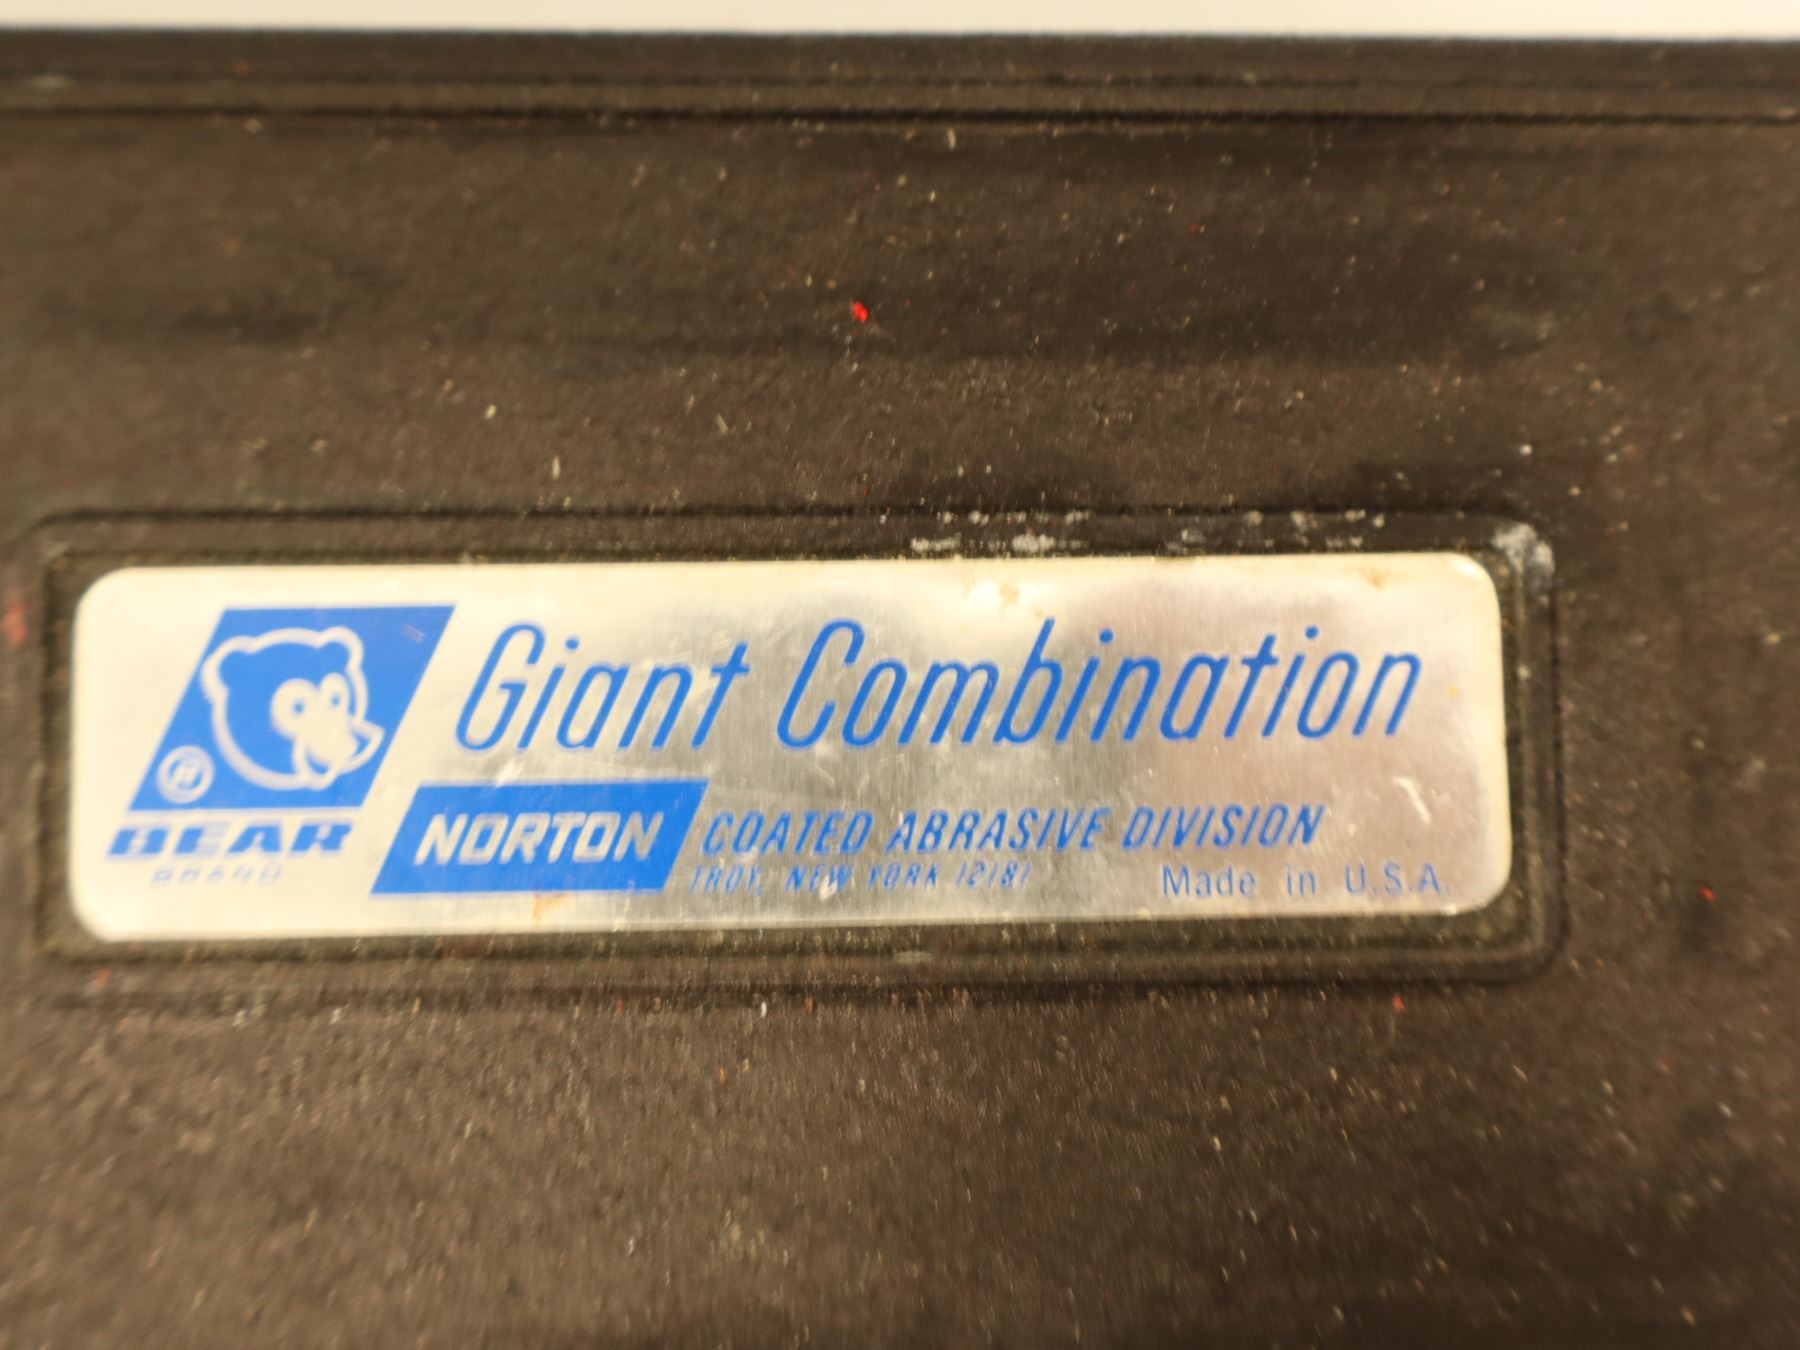 Giant Combination
®
BEAR
BRAND
NORTON COATED ABRASIVE DIVISION
TROY, NEW YORK 12181
Made in U.S.A.